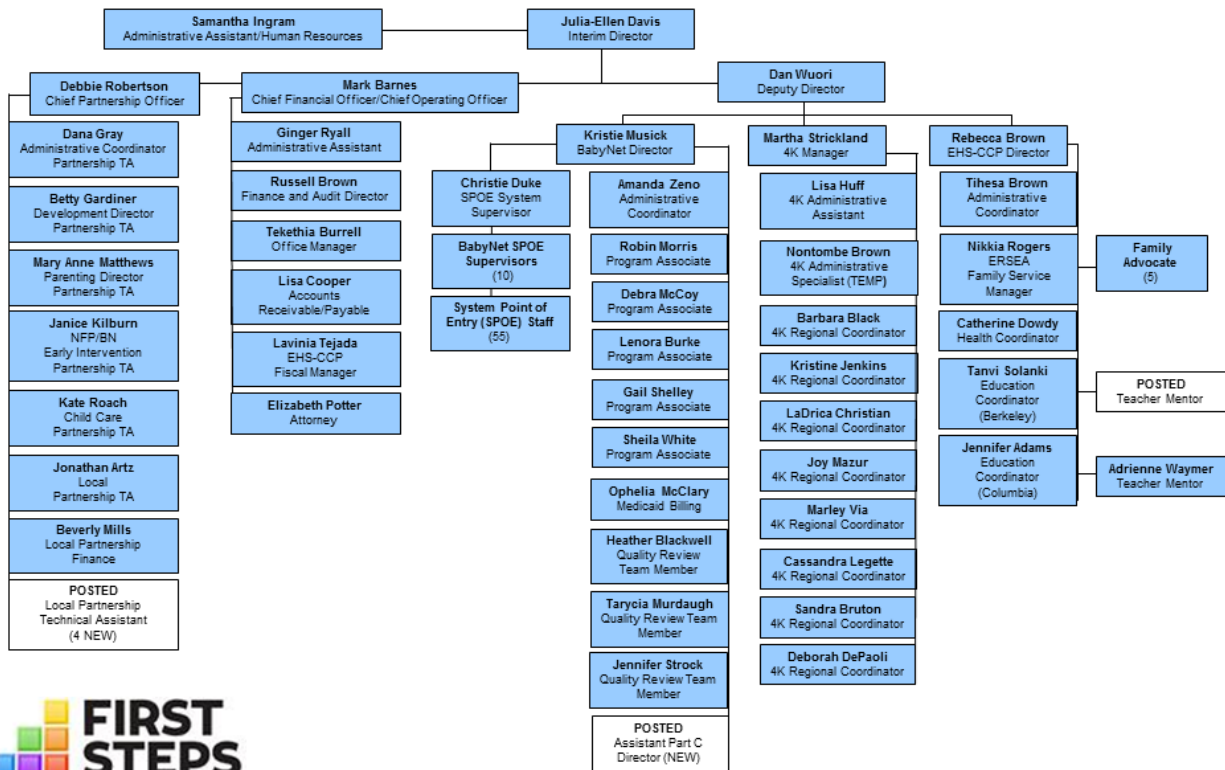 Samantha Ingram
Administrative Assistant/Human Resources
Julia-Ellen Davis
Interim Director
Debbie Robertson
Chief Partnership Officer
Mark Barnes
Chief Financial Officer/Chief Operating Officer
Dan Wuori
Deputy Director
Dana Gray
Administrative Coordinator
Partnership TA
Betty Gardiner
Development Director
Partnership TA
Mary Anne Matthews
Parenting Director
Partnership TA
Janice Kilburn
NFP/BN
Early Intervention
Partnership TA
Kate Roach
Child Care
Partnership TA
Jonathan Artz
Local
Partnership TA
Beverly Mills
Local Partnership
Finance
POSTED
Local Partnership
Technical Assistant
(4 NEW)
Ginger Ryall
Administrative Assistant
Russell Brown
Finance and Audit Director
Tekethia Burrell
Office Manager
Lisa Cooper
Accounts
Receivable/Payable
Lavinia Tejada
EHS-CCP
Fiscal Manager
Elizabeth Potter
Attorney
Kristie Musick
BabyNet Director
Christie Duke
SPOE System
Supervisor
BabyNet SPOE
Supervisors
(10)
System Point of
Entry (SPOE) Staff
(55)
Amanda Zeno
Administrative
Coordinator
Robin Morris
Program Associate
Debra McCoy
Program Associate
Lenora Burke
Program Associate
Gail Shelley
Program Associate
Sheila White
Program Associate
Ophelia McClary
Medicaid Billing
Heather Blackwell
Quality Review
Team Member
Tarycia Murdaugh
Quality Review Team
Member
Jennifer Strock
Quality Review Team
Member
POSTED
Assistant Part C
Director (NEW)
Martha Strickland
4K Manager
Lisa Huff
4K Administrative
Assistant
Nontombe Brown
4K Administrative
Specialist (TEMP)
Barbara Black
4K Regional Coordinator
Kristine Jenkins
4K Regional Coordinator
LaDrica Christian
4K Regional Coordinator
Joy Mazur
4K Regional Coordinator
Marley Via
4K Regional Coordinator
Cassandra Legette
4K Regional Coordinator
Sandra Bruton
4K Regional Coordinator
Deborah DePaoli
4K Regional Coordinator
Rebecca Brown
EHS-CCP Director
Tihesa Brown
Administrative
Coordinator
Nikkia Rogers
ERSEA
Family Service
Manager
Family
Advocate
(5)
Catherine Dowdy
Health Coordinator
Tanvi Solanki
Education
Coordinator
(Berkeley)
POSTED
Teacher Mentor
Jennifer Adams
Education
Coordinator
(Columbia)
Adrienne Waymer
Teacher Mentor
FIRST
STEPS